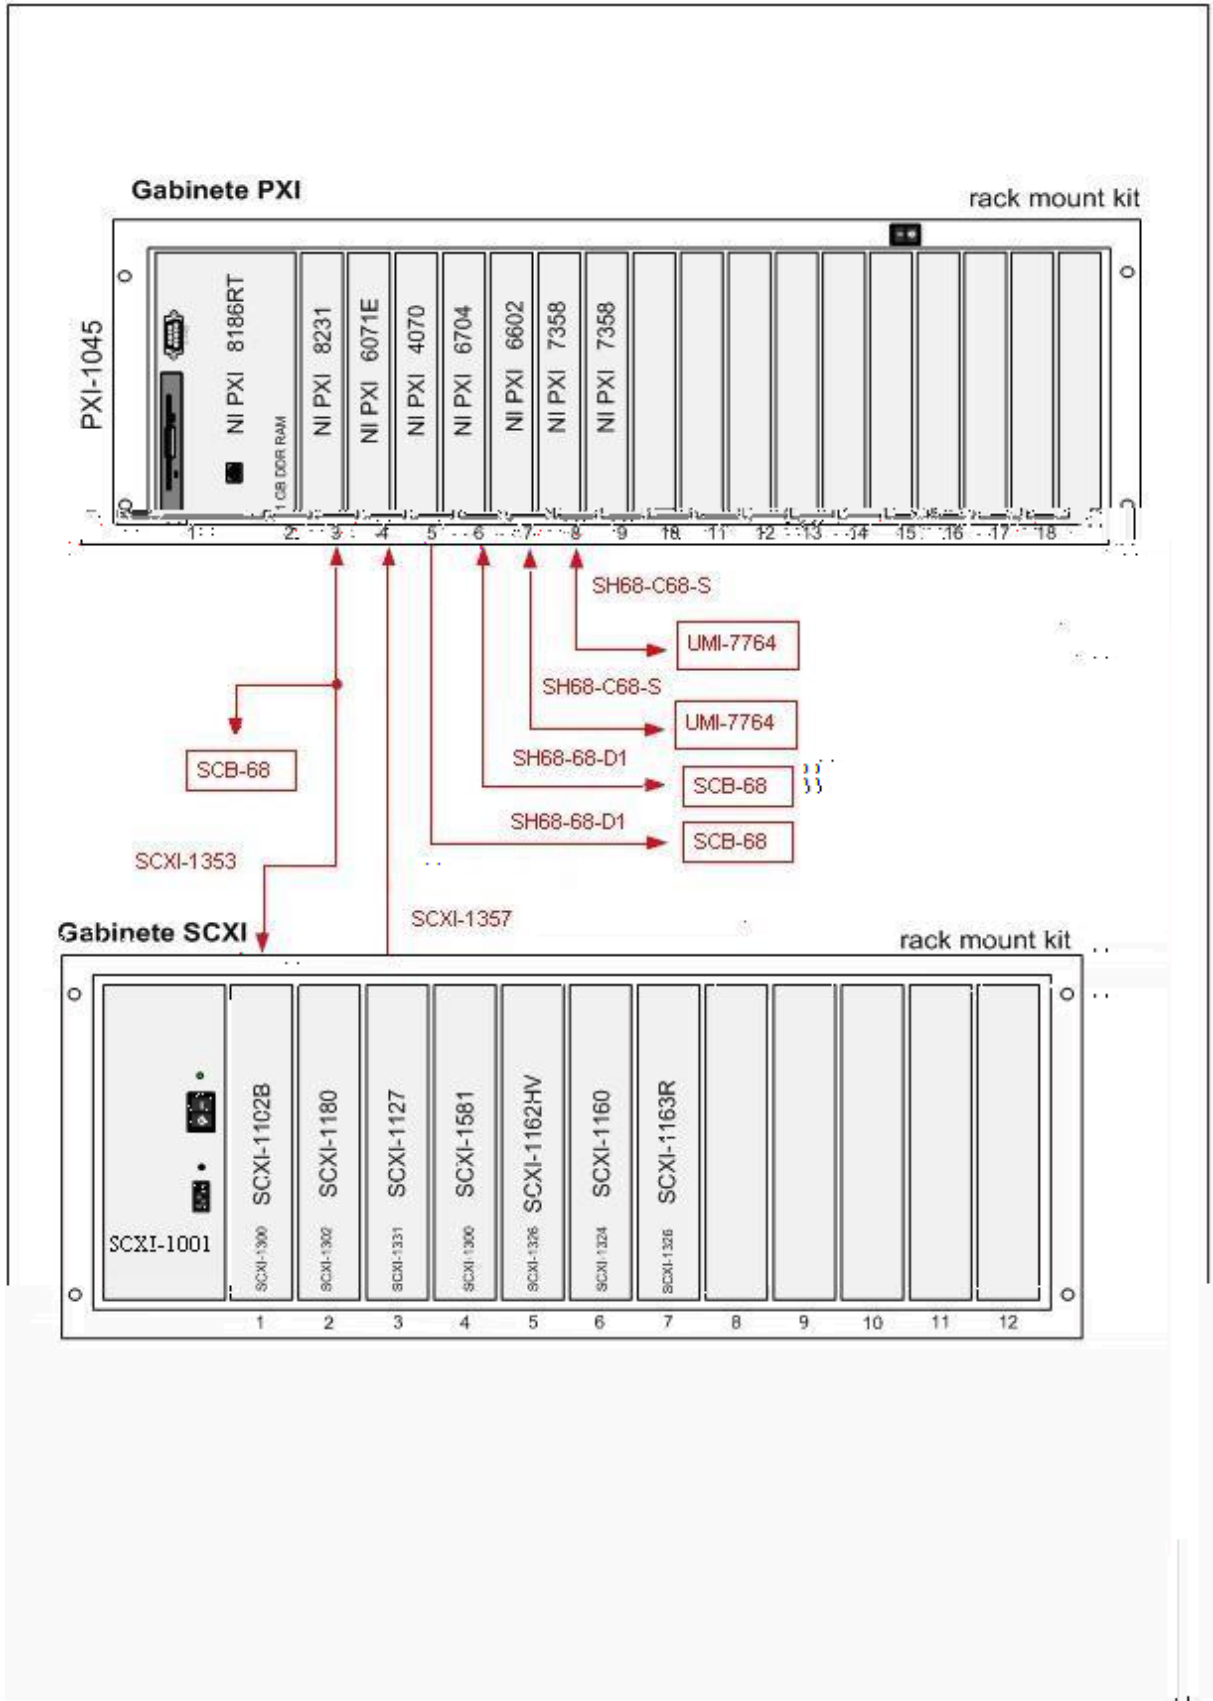 Gabinete PXI
rack mount kit
PXI-1045
NI PXI 8186RT
1 GB DDR RAM
NI PXI 8231
NI PXI 6071E
NI PXI 4070
NI PXI 6704
NI PXI 6602
NI PXI 7358
NI PXI 7358
1 2 3 4 5 6 7 8 9 10 11 12 13 14 15 16 17 18
SH68-C68-S
UMI-7764
SH68-C68-S
UMI-7764
SH68-68-D1
SCB-68
SCB-68
SH68-68-D1
SCB-68
SCXI-1353
SCXI-1357
Gabinete SCXI
rack mount kit
SCXI-1001
SCXI-1300 SCXI-1102B
SCXI-1302 SCXI-1180
SCXI-1331 SCXI-1127
SCXI-1300 SCXI-1581
SCXI-1326 SCXI-1162HV
SCXI-1324 SCXI-1160
SCXI-1326 SCXI-1163R
1 2 3 4 5 6 7 8 9 10 11 12